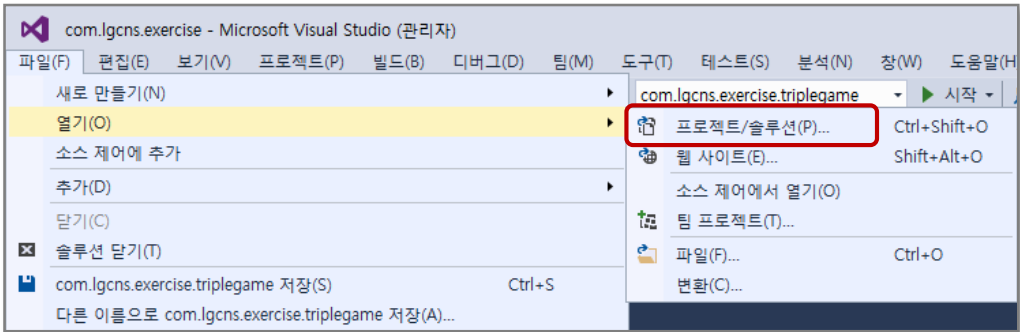 com.lgcns.exercise - Microsoft Visual Studio (관리자)
파일(F) 편집(E) 보기(V) 프로젝트(P) 빌드(B) 디버그(D) 팀(M) 도구(T) 테스트(S) 분석(N) 창(W) 도움말(H
새로 만들기(N)
com.lgcns.exercise.triplegame 시작
열기(O)
프로젝트/솔루션(P)... Ctrl+Shift+O
소스 제어에 추가
웹 사이트(E)... Shift+Alt+O
추가(D)
소스 제어에서 열기(O)
닫기(C)
팀 프로젝트(T)...
솔루션 닫기(T)
파일(F)... Ctrl+O
com.lgcns.exercise.triplegame 저장(S) Ctrl+S
변환(C)...
다른 이름으로 com.lgcns.exercise.triplegame 저장(A)...